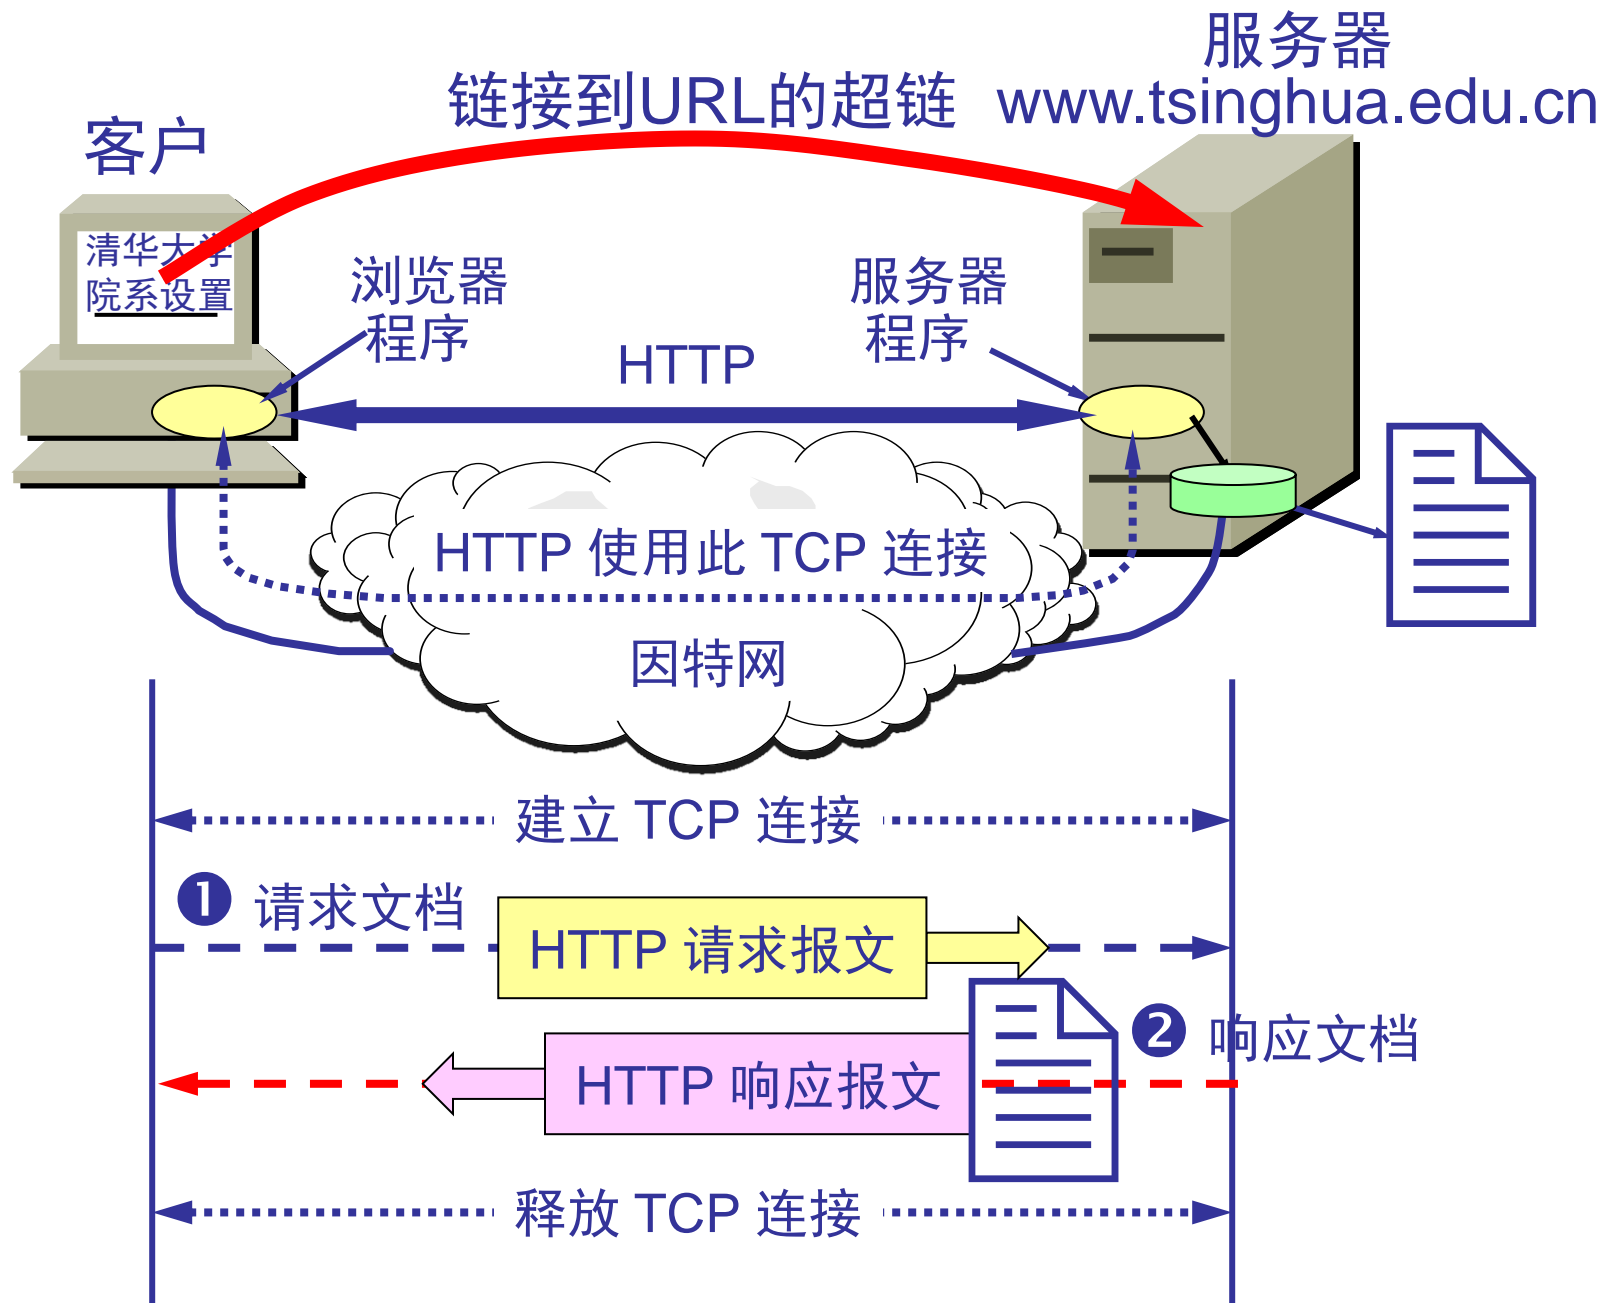 服务器
链接到URL的超链
www.tsinghua.edu.cn
客户
清华大学
院系设置
浏览器
程序
服务器
程序
HTTP
HTTP 使用此 TCP 连接
因特网
建立 TCP 连接
❶ 请求文档
HTTP 请求报文
❷ 响应文档
HTTP 响应报文
释放 TCP 连接